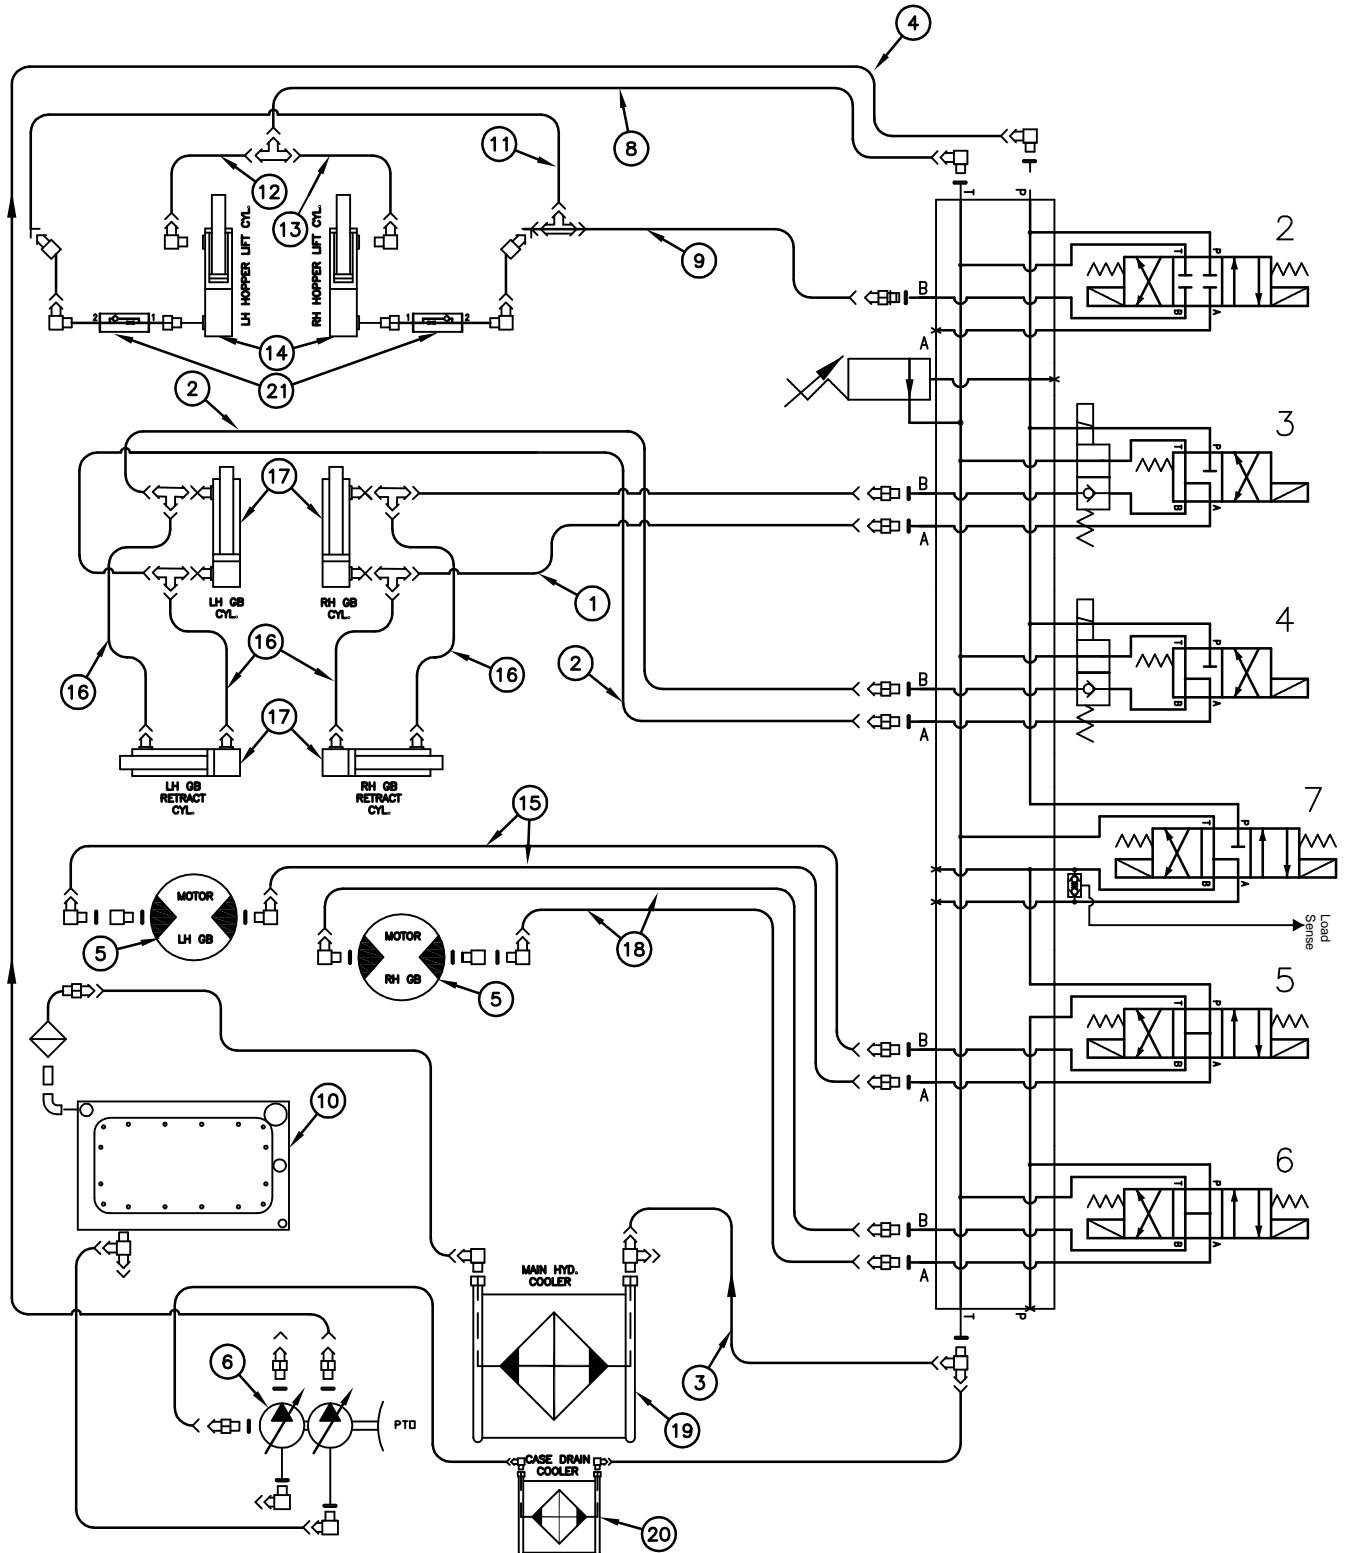 4
11
8
12
13
LH HOPPER LIFT CYL.
RH HOPPER LIFT CYL.
9
T
P
2
T
P
B
A
B
A
2
1
1
2
14
21
2
17
3
T
P
B
A
B
A
LH GB
CYL.
RH GB
CYL.
1
16
16
16
2
4
T
P
B
A
B
A
17
LH GB
RETRACT
CYL.
RH GB
RETRACT
CYL.
15
7
T
P
B
A
MOTOR
LH GB
5
MOTOR
RH GB
5
18
Load
Sense
5
T
P
B
A
B
A
10
6
T
P
B
A
B
A
MAIN HYD.
COOLER
T
P
6
PTO
3
19
CASE DRAIN
COOLER
20